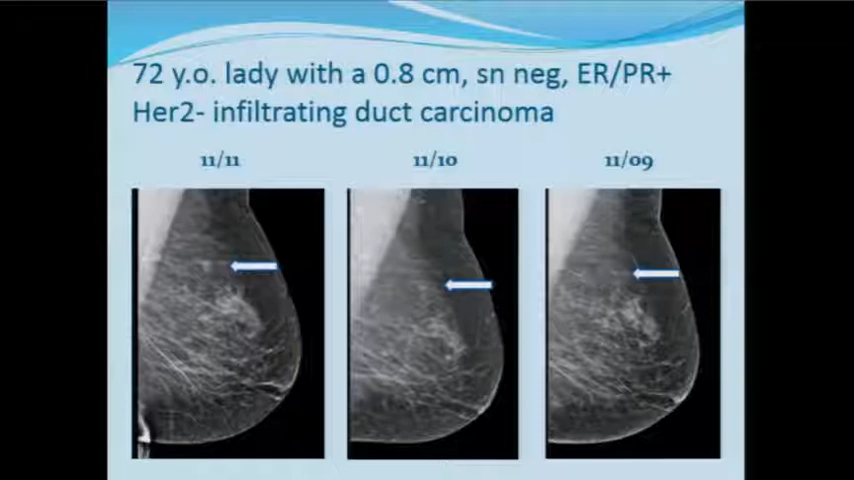 72 y.o. lady with a 0.8 cm, sn neg, ER/PR+
Her2- infiltrating duct carcinoma
11/11
11/10
11/09